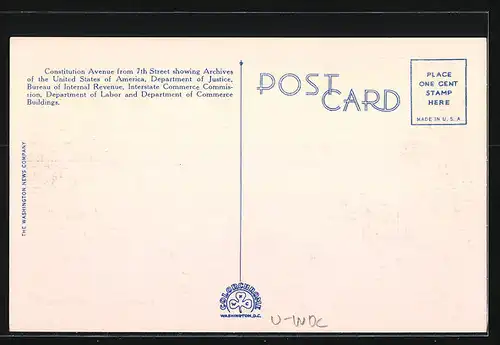 Constitution Avenue from 7th Street showing Archives
of the United States of America, Department of Justice,
Bureau of Internal Revenue, Interstate Commerce Commis-
sion, Department of Labor and Department of Commerce
Buildings.
POST
CARD
PLACE
ONE CENT
STAMP
HERE
MADE IN U.S.A.
THE WASHINGTON NEWS COMPANY
COLORCHROME
WASHINGTON, D.C.
U-WDC